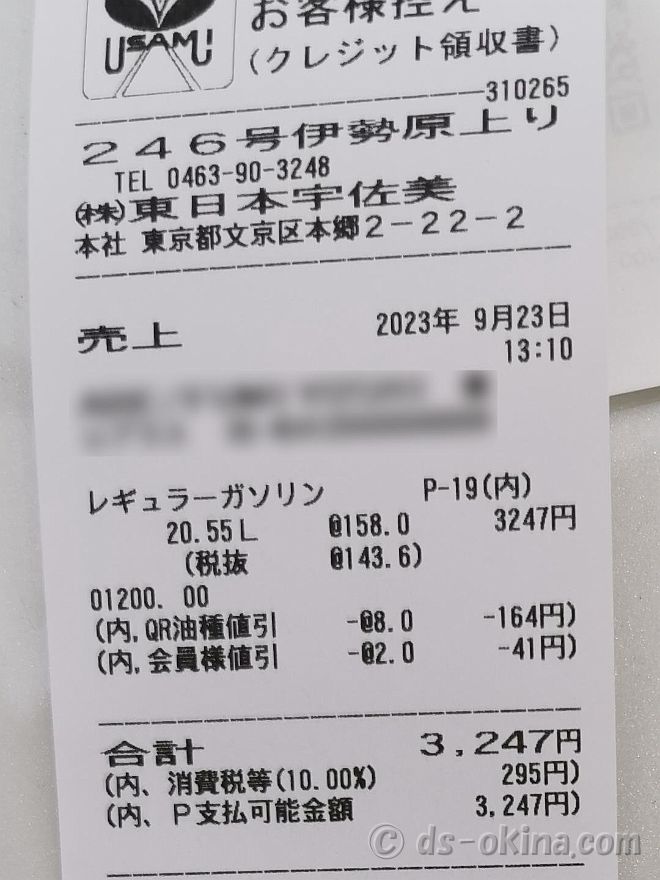 USAMI
お客様控え
(クレジット領収書)
310265
246号伊勢原上り
TEL 0463-90-3248
(株)東日本宇佐美
本社 東京都文京区本郷2-22-2
売上 2023年 9月23日
13:10
レギュラーガソリン P-19(内)
20.55L @158.0 3247円
(税抜 @143.6)
01200. 00
(内,QR油種値引 -@8.0 -164円)
(内,会員様値引 -@2.0 -41円)
合計 3,247円
(内、消費税等(10.00%) 295円)
(内、P支払可能金額 3,247円)
© ds-okina.com